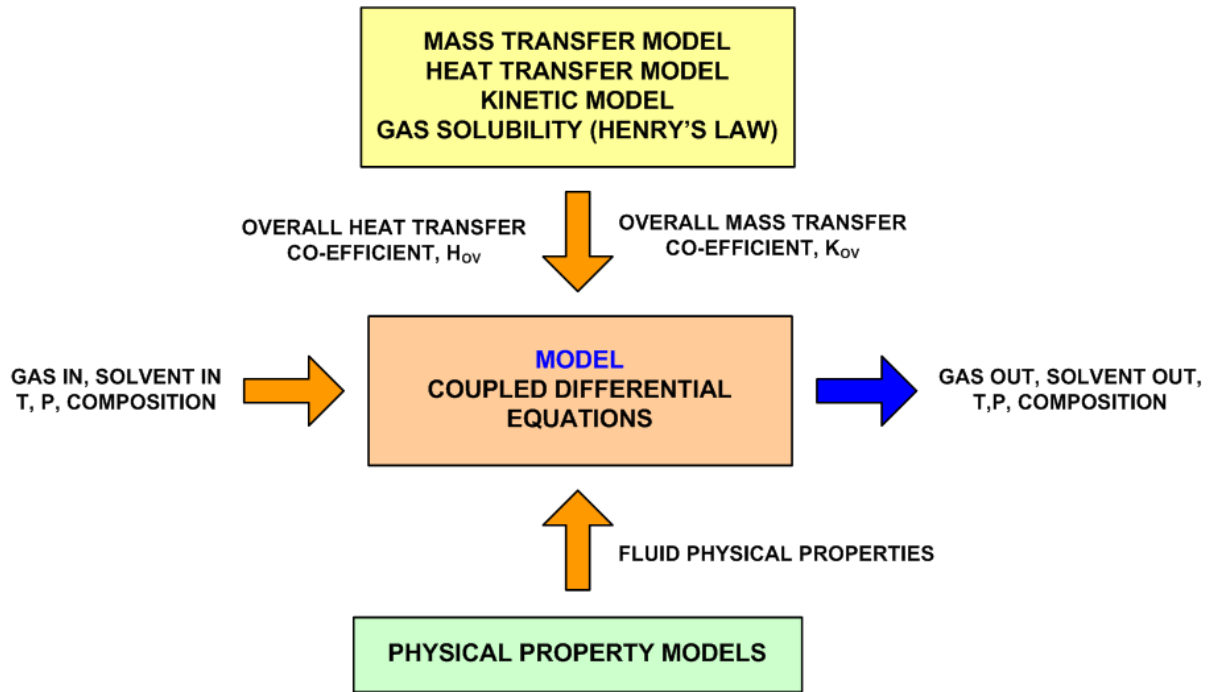 MASS TRANSFER MODEL
HEAT TRANSFER MODEL
KINETIC MODEL
GAS SOLUBILITY (HENRY'S LAW)
OVERALL HEAT TRANSFER
CO-EFFICIENT, HOV
OVERALL MASS TRANSFER
CO-EFFICIENT, KOV
GAS IN, SOLVENT IN
T, P, COMPOSITION
MODEL
COUPLED DIFFERENTIAL
EQUATIONS
GAS OUT, SOLVENT OUT,
T,P, COMPOSITION
FLUID PHYSICAL PROPERTIES
PHYSICAL PROPERTY MODELS